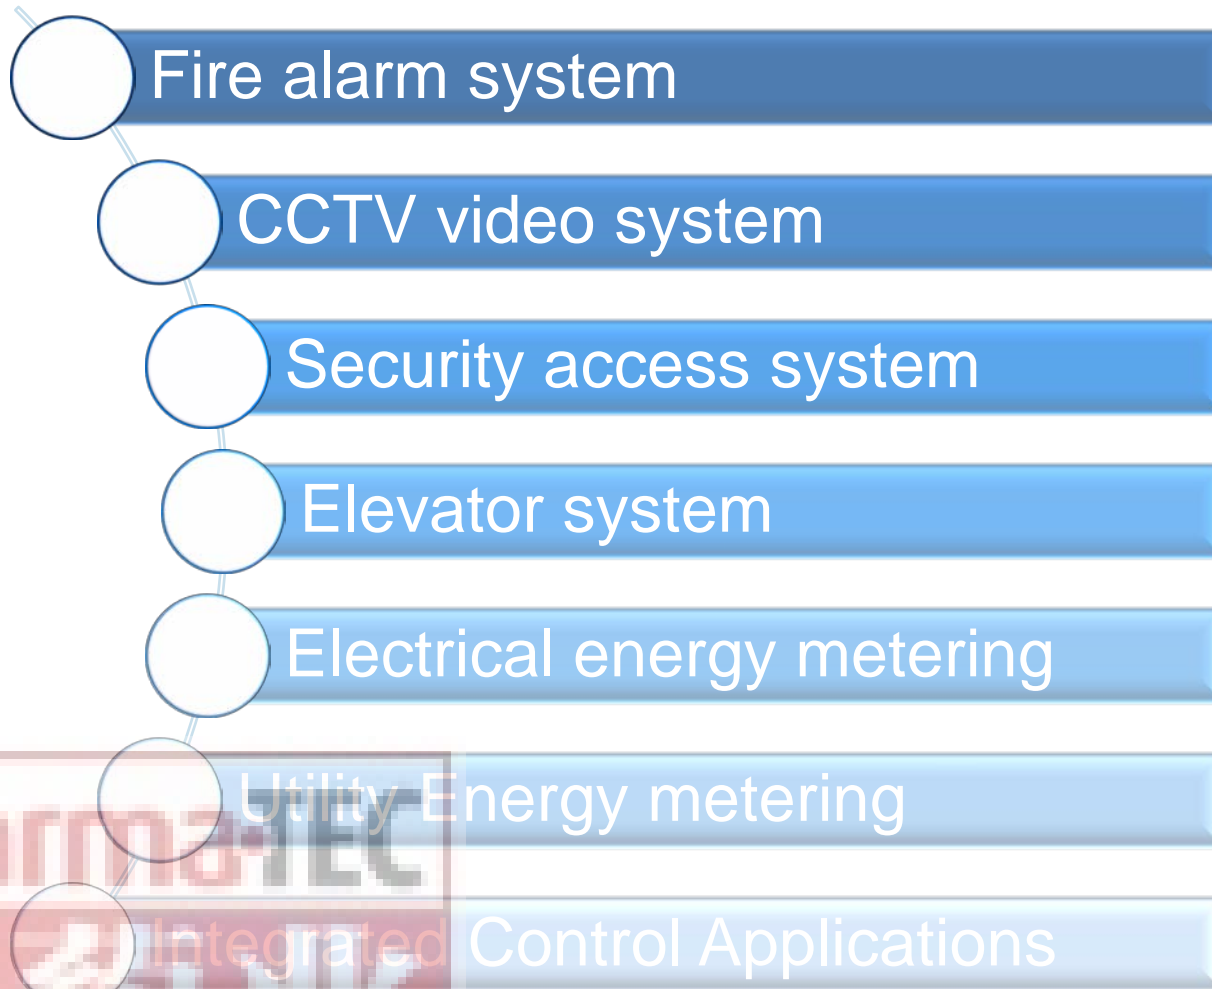 Fire alarm system
CCTV video system
Security access system
Elevator system
Electrical energy metering
Utility Energy metering
Integrated Control Applications